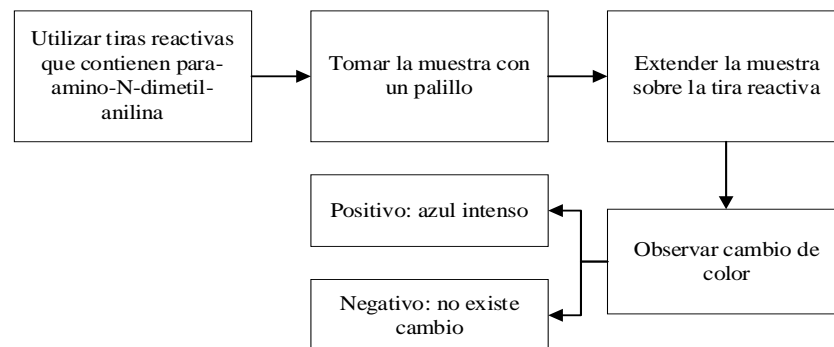 Utilizar tiras reactivas
que contienen para-
amino-N-dimetil-
anilina
Tomar la muestra con
un palillo
Extender la muestra
sobre la tira reactiva
Observar cambio de
color
Positivo: azul intenso
Negativo: no existe
cambio